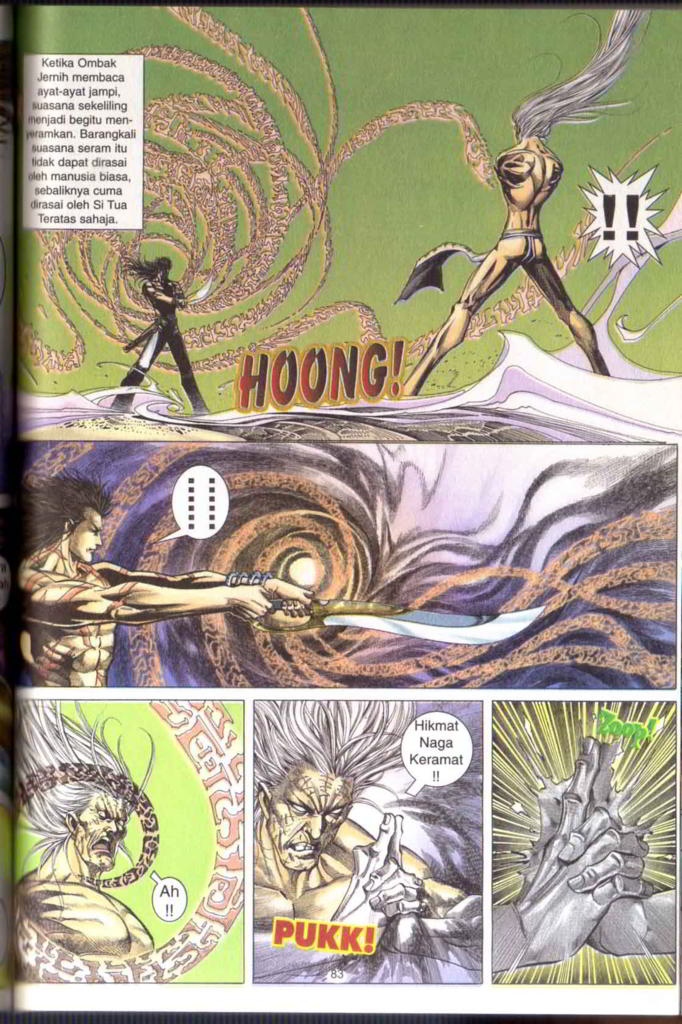 Ketika Ombak
Jernih membaca
ayat-ayat jampi,
suasana sekeliling
menjadi begitu men-
yeramkan. Barangkali
suasana seram itu
tidak dapat dirasai
oleh manusia biasa,
sebaliknya cuma
dirasai oleh Si Tua
Teratas sahaja.
!!
HOONG!
Ah
!!
Hikmat
Naga
Keramat
!!
PUKK!
Zoop!
83